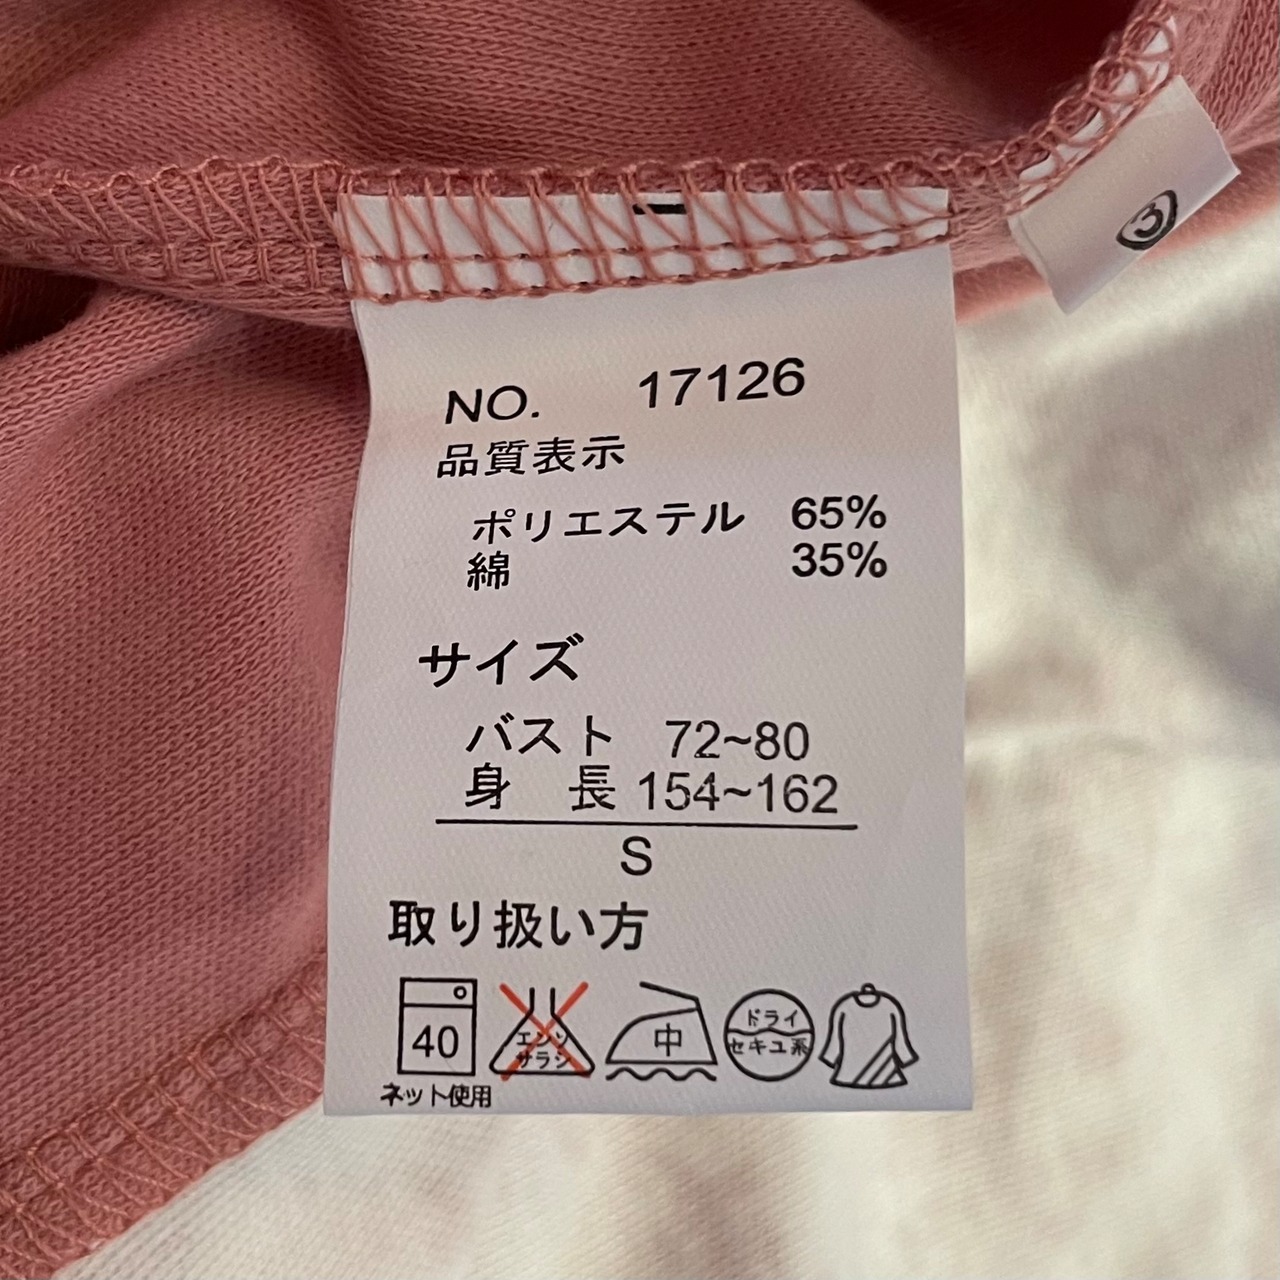 ③
NO. 17126
品質表示
ポリエステル 65%
綿 35%
サイズ
バスト 72~80
身 長 154~162
S
取り扱い方
40
エンソ
サラシ
中
ドライ
セキユ系
ネット使用